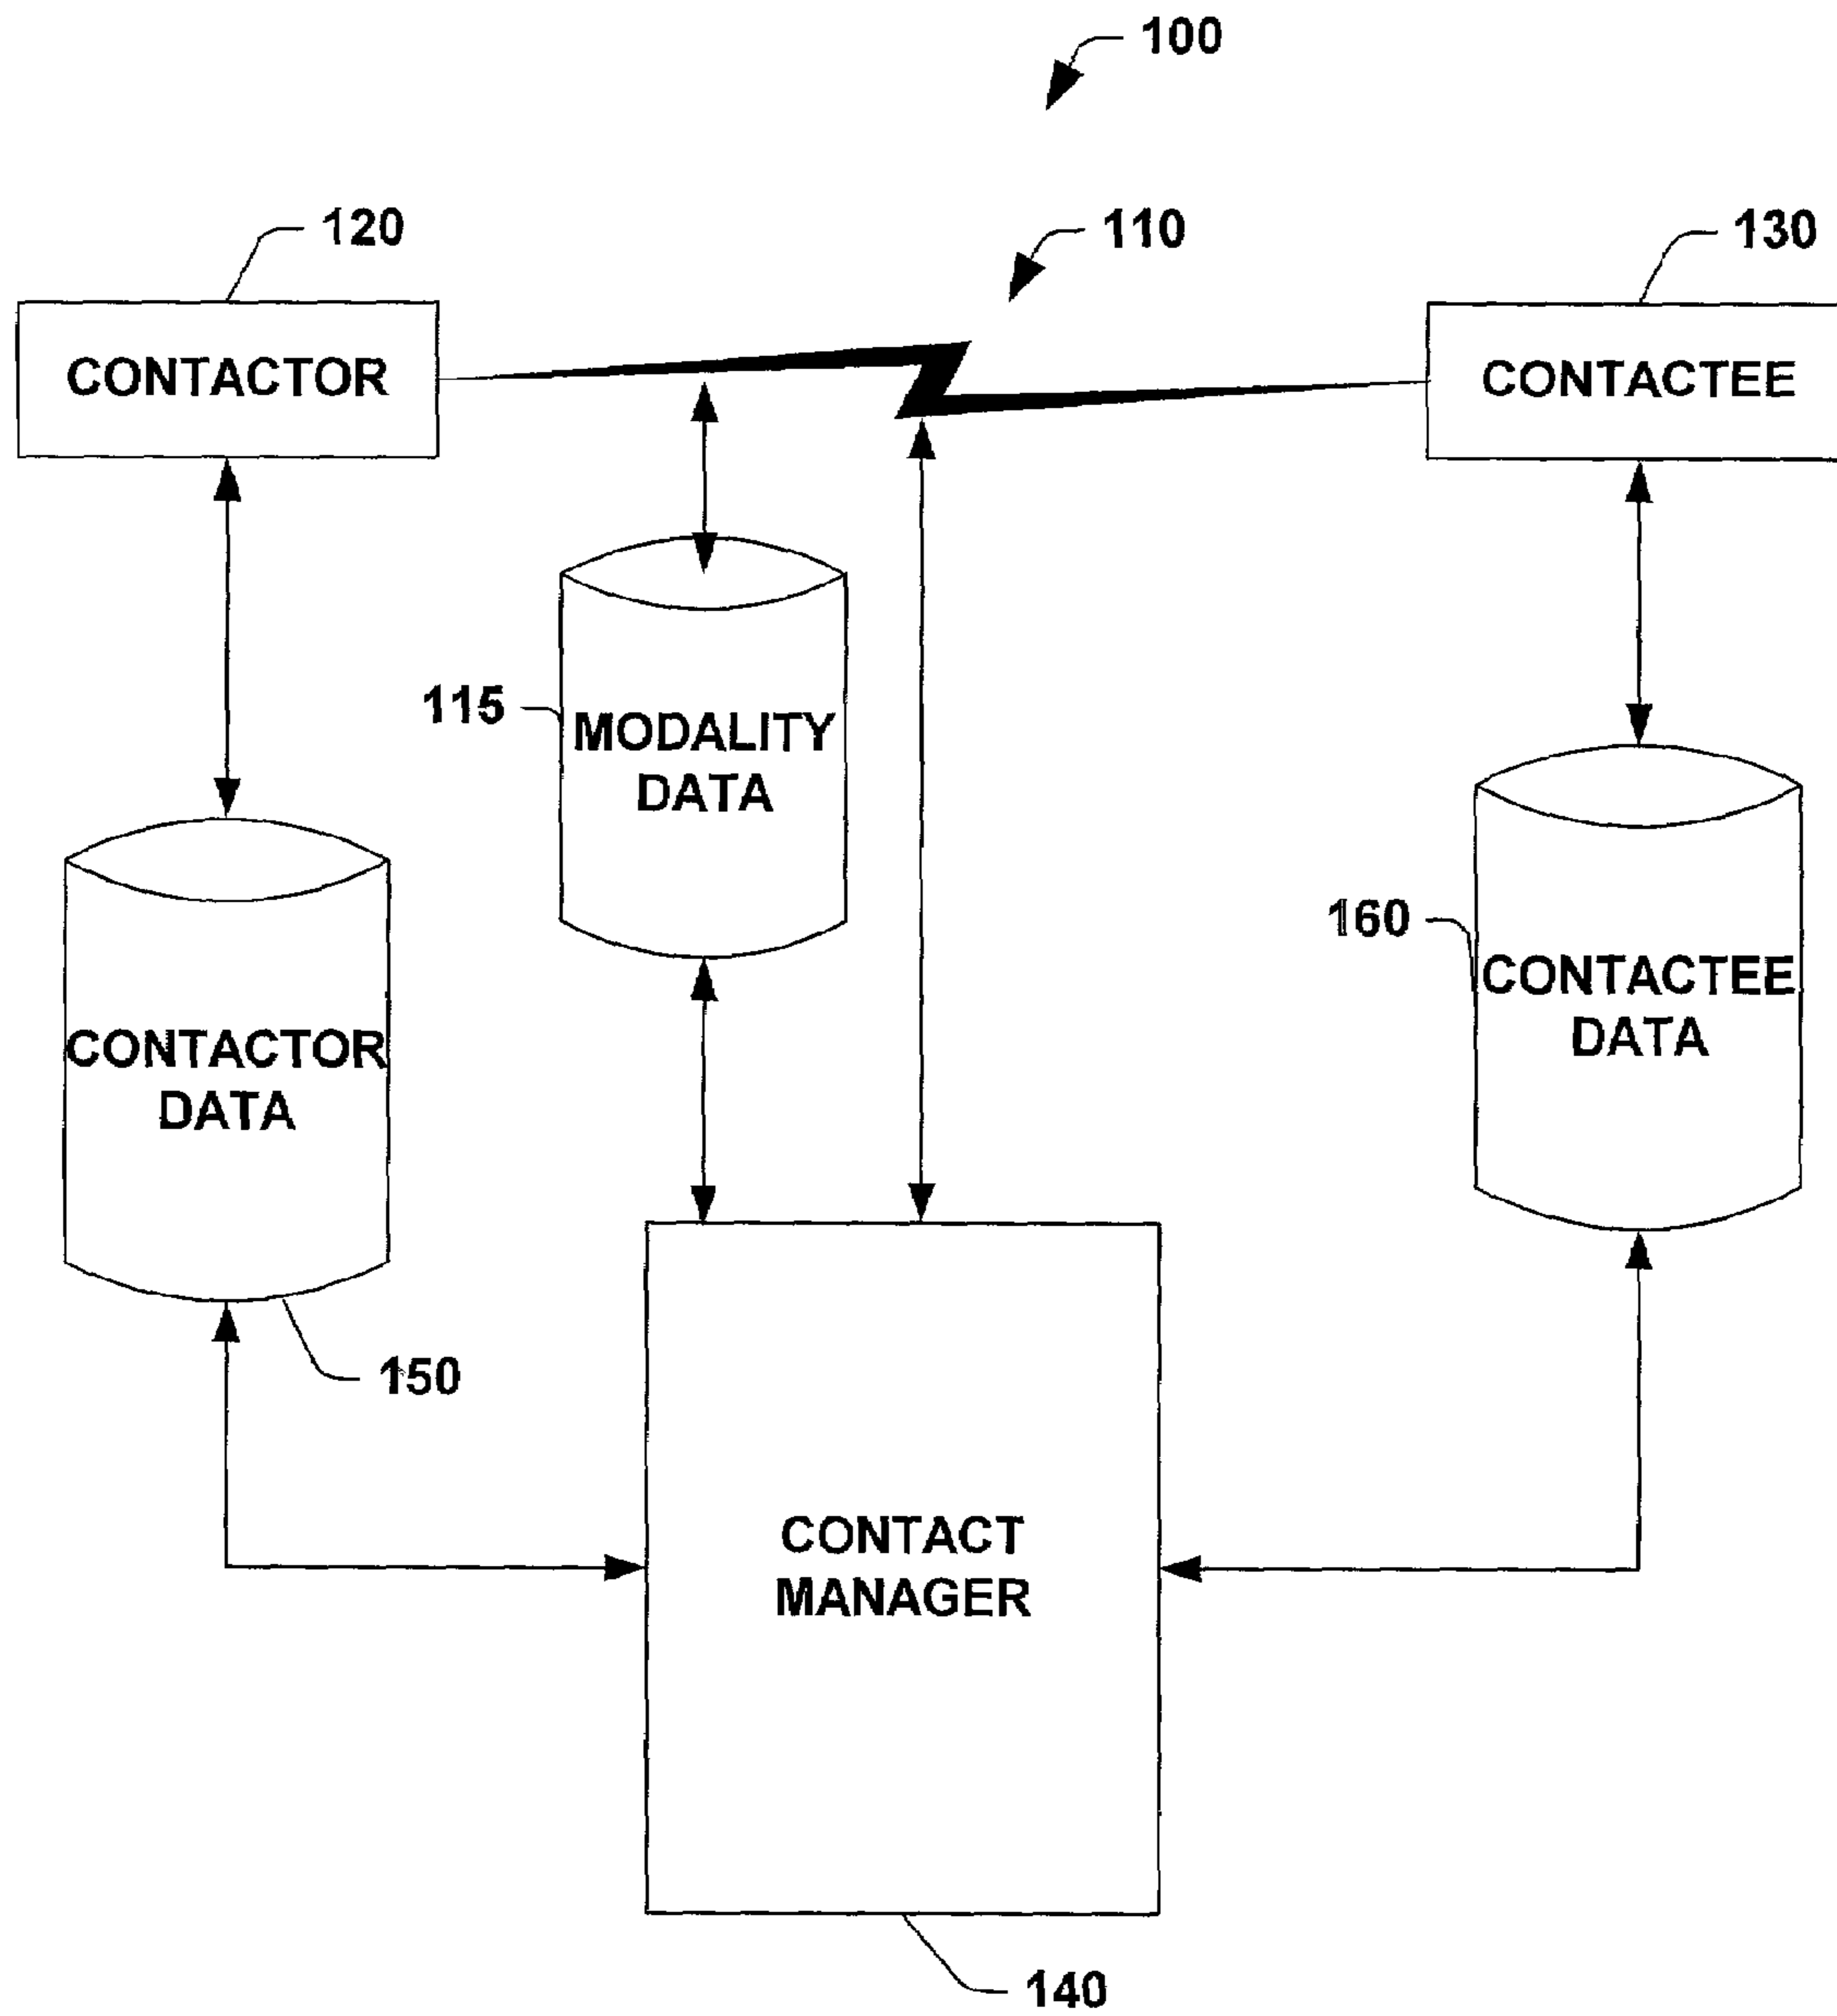 100
120
110
130
CONTACTOR
CONTACTEE
115
MODALITY
DATA
160
CONTACTEE
DATA
CONTACTOR
DATA
150
CONTACT
MANAGER
140